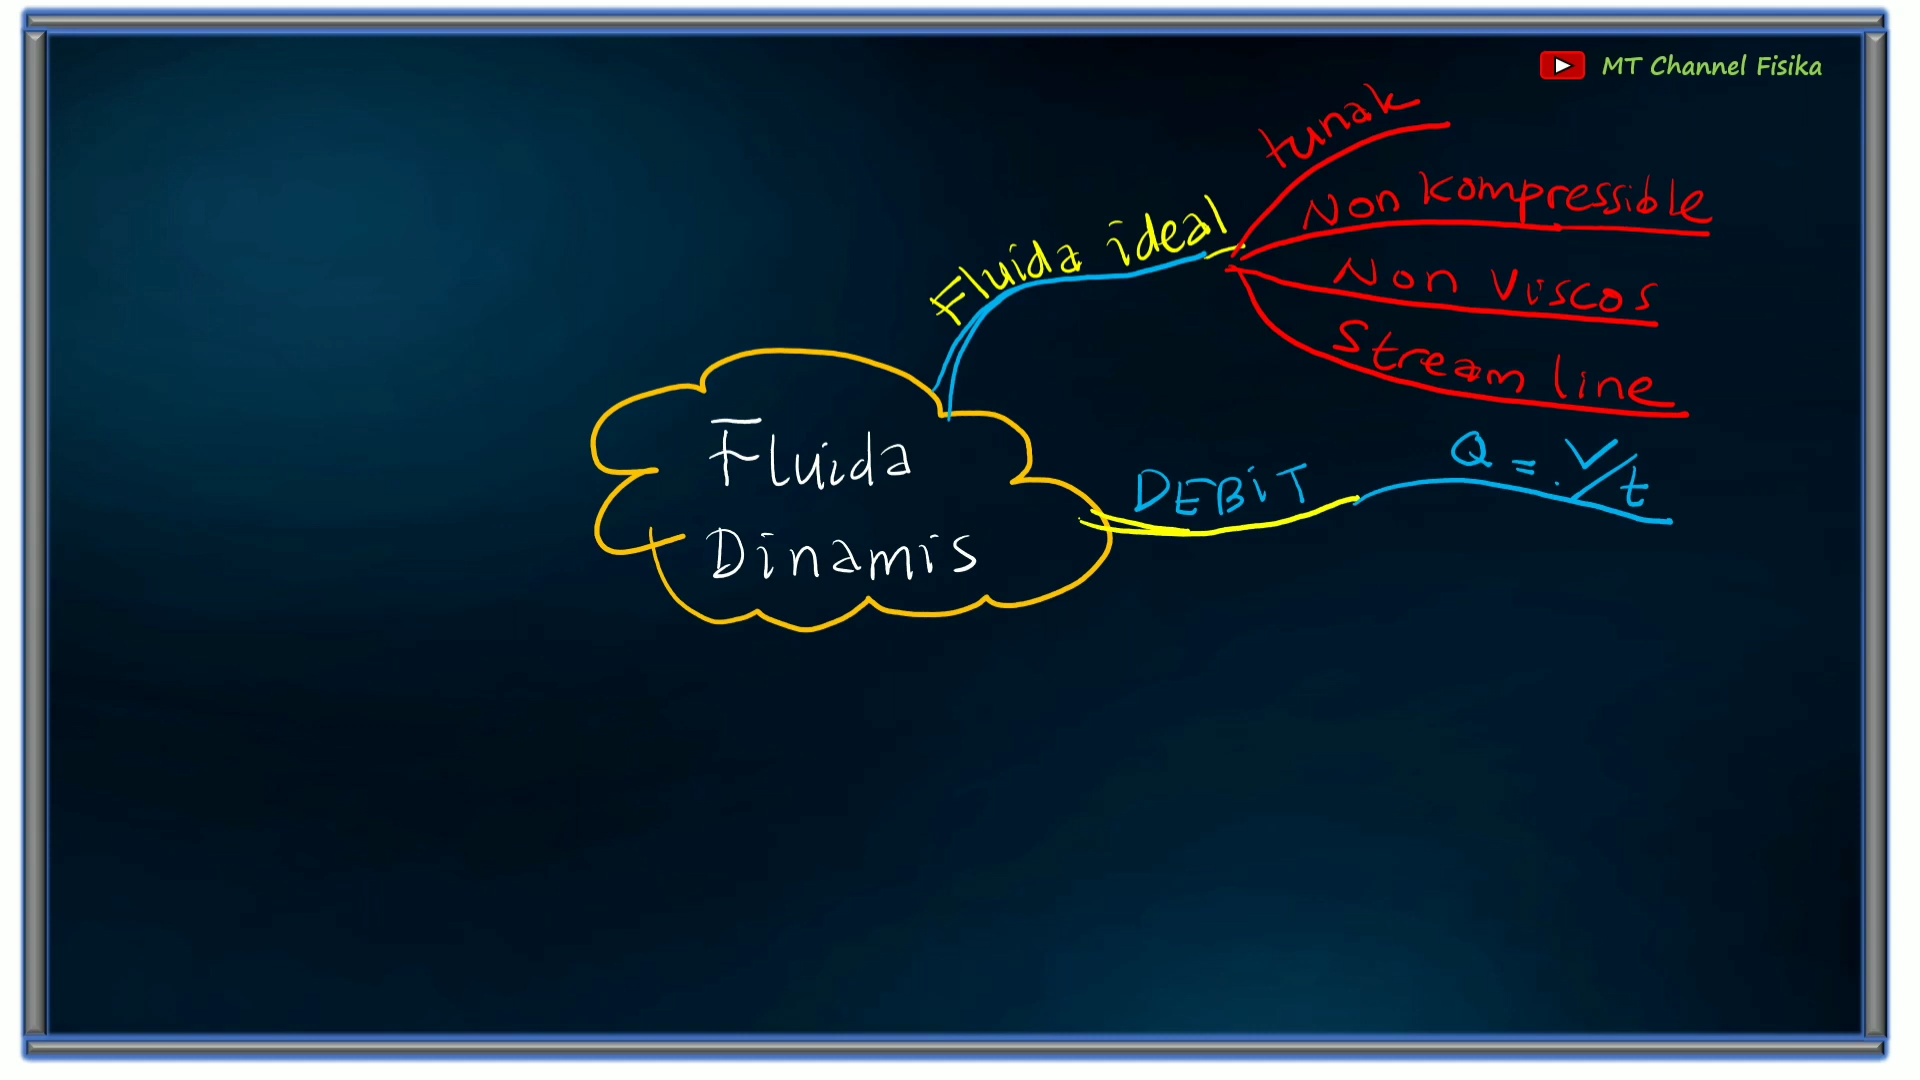 MT Channel Fisika
tunak
Non Kompressible
Fluida ideal
Non Viscos
Stream line
Fluida
Dinamis
DEBiT
Q = V/t